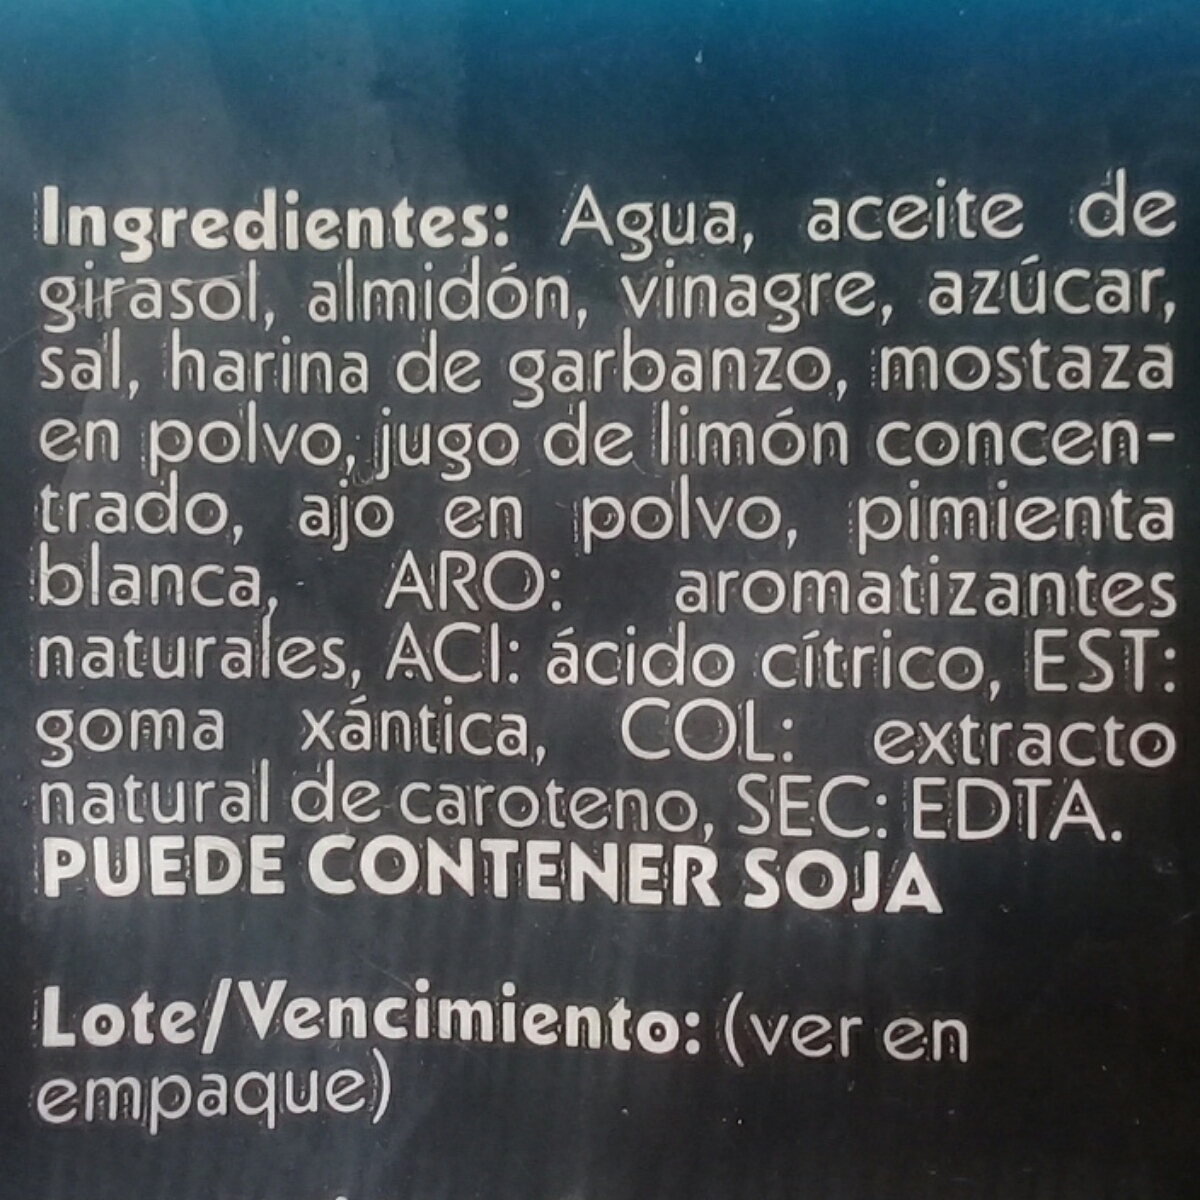 Ingredientes: Agua, aceite de
girasol, almidón, vinagre, azúcar,
sal, harina de garbanzo, mostaza
en polvo, jugo de limón concen-
trado, ajo en polvo, pimienta
blanca, ARO: aromatizantes
naturales, ACI: ácido cítrico, EST:
goma xántica, COL: extracto
natural de caroteno, SEC: EDTA.
PUEDE CONTENER SOJA
Lote/Vencimiento: (ver en
empaque)